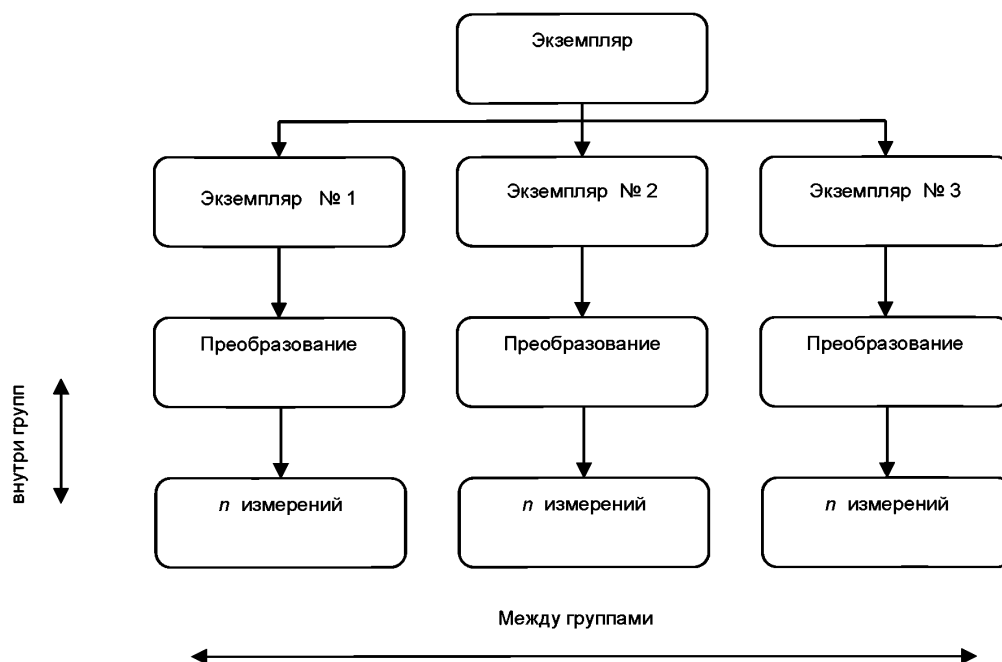 Экземпляр
Экземпляр № 1
Экземпляр № 2
Экземпляр № 3
Преобразование
Преобразование
Преобразование
внутри групп
n измерений
n измерений
n измерений
Между группами